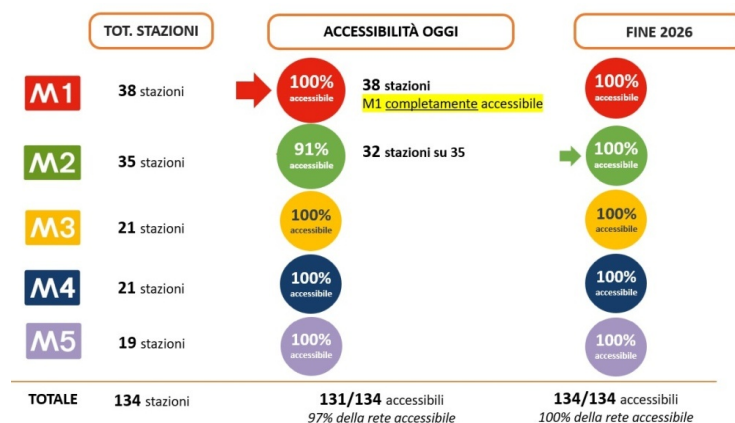 TOT. STAZIONI
ACCESSIBILITÀ OGGI
FINE 2026
M1
38 stazioni
100%
accessibile
38 stazioni
M1 completamente accessibile
100%
accessibile
M2
35 stazioni
91%
accessibile
32 stazioni su 35
100%
accessibile
M3
21 stazioni
100%
accessibile
100%
accessibile
M4
21 stazioni
100%
accessibile
100%
accessibile
M5
19 stazioni
100%
accessibile
100%
accessibile
TOTALE
134 stazioni
131/134 accessibili
97% della rete accessibile
134/134 accessibili
100% della rete accessibile